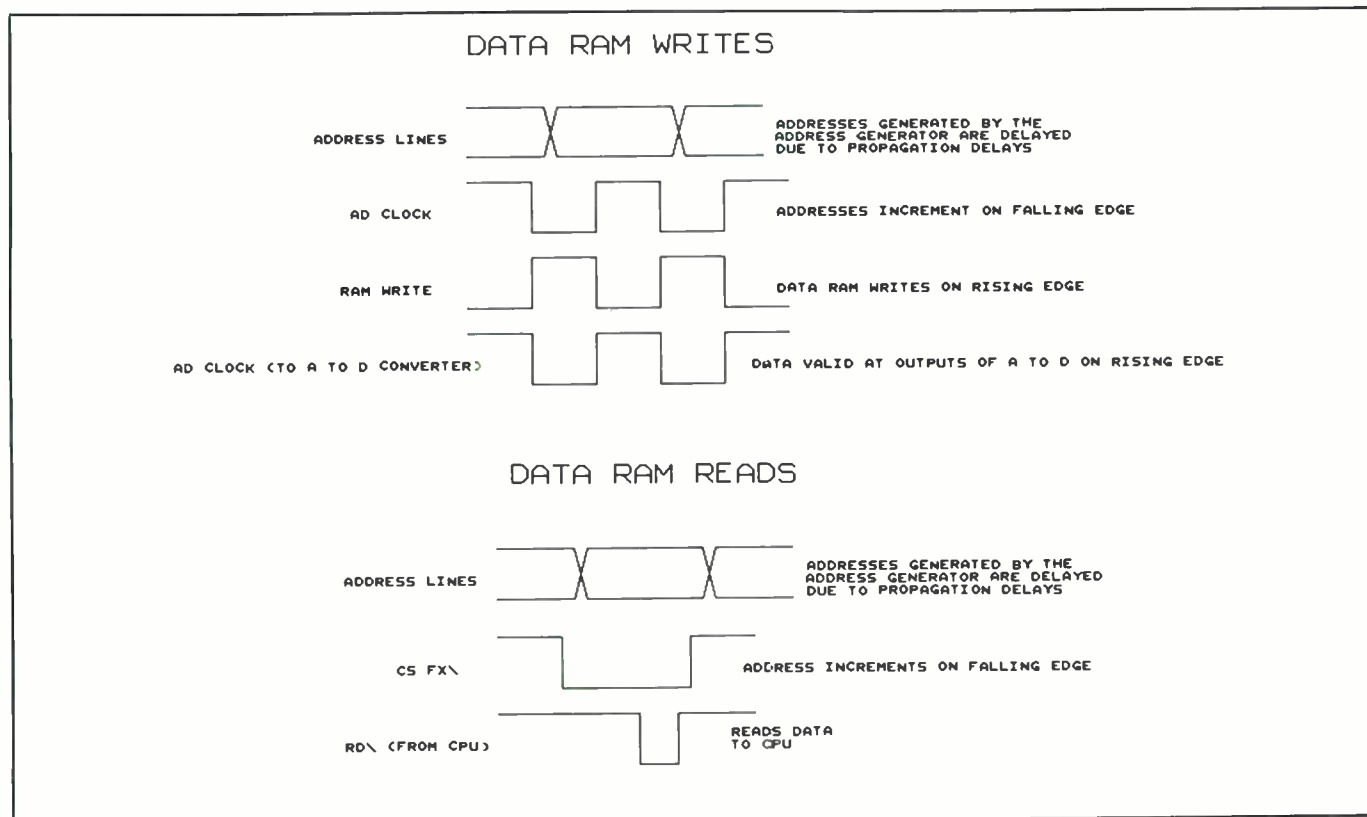 DATA RAM WRITES
ADDRESS LINES
ADDRESSES GENERATED BY THE
ADDRESS GENERATOR ARE DELAYED
DUE TO PROPAGATION DELAYS
AD CLOCK
ADDRESSES INCREMENT ON FALLING EDGE
RAM WRITE
DATA RAM WRITES ON RISING EDGE
AD CLOCK (TO A TO D CONVERTER)
DATA VALID AT OUTPUTS OF A TO D ON RISING EDGE
DATA RAM READS
ADDRESS LINES
ADDRESSES GENERATED BY THE
ADDRESS GENERATOR ARE DELAYED
DUE TO PROPAGATION DELAYS
CS FX\
ADDRESS INCREMENTS ON FALLING EDGE
RD\ (FROM CPU)
READS DATA
TO CPU